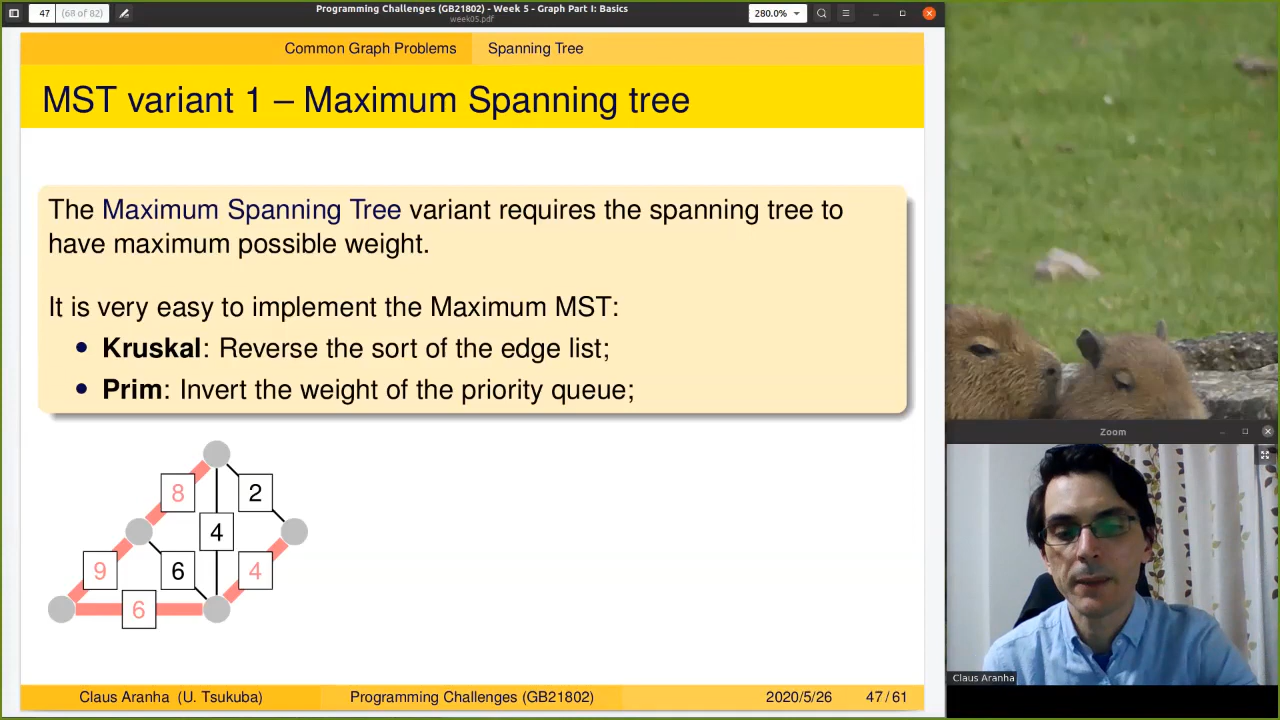 47 (68 of 82)
Programming Challenges (GB21802) - Week 5 - Graph Part I: Basics
week05.pdf
280.0%
Common Graph Problems Spanning Tree
MST variant 1 – Maximum Spanning tree
The Maximum Spanning Tree variant requires the spanning tree to
have maximum possible weight.
It is very easy to implement the Maximum MST:
• Kruskal: Reverse the sort of the edge list;
• Prim: Invert the weight of the priority queue;
8 2
4
9 6 4
6
Claus Aranha (U. Tsukuba) Programming Challenges (GB21802) 2020/5/26 47/61
Zoom
Claus Aranha